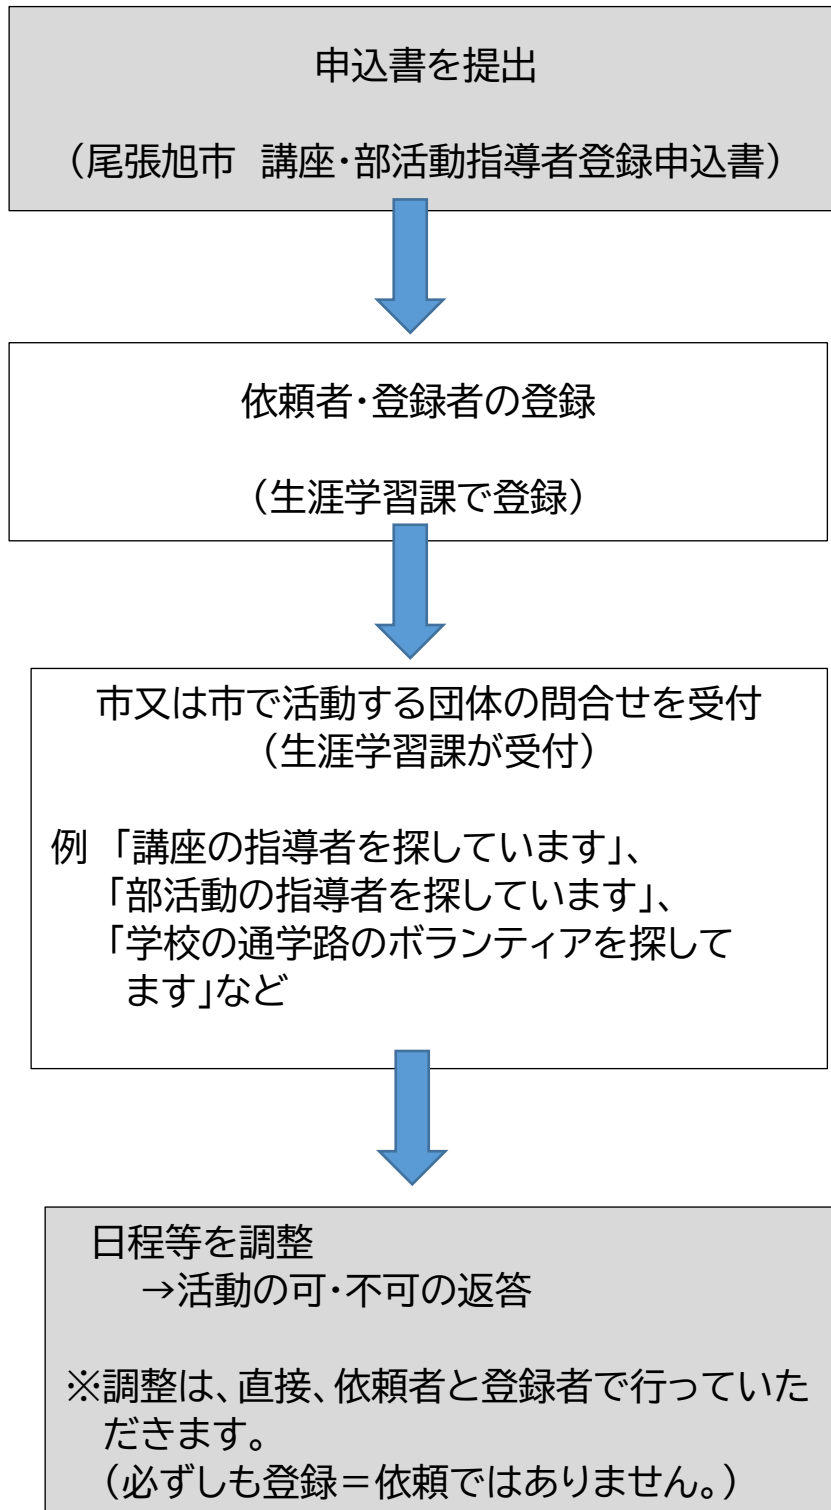 申込書を提出
（尾張旭市　講座・部活動指導者登録申込書）
依頼者・登録者の登録
（生涯学習課で登録）
市又は市で活動する団体の問合せを受付
（生涯学習課が受付）
例　「講座の指導者を探しています」、
「部活動の指導者を探しています」、
「学校の通学路のボランティアを探して
ます」など
日程等を調整
→活動の可・不可の返答
※調整は、直接、依頼者と登録者で行っていた
だきます。
（必ずしも登録＝依頼ではありません。）